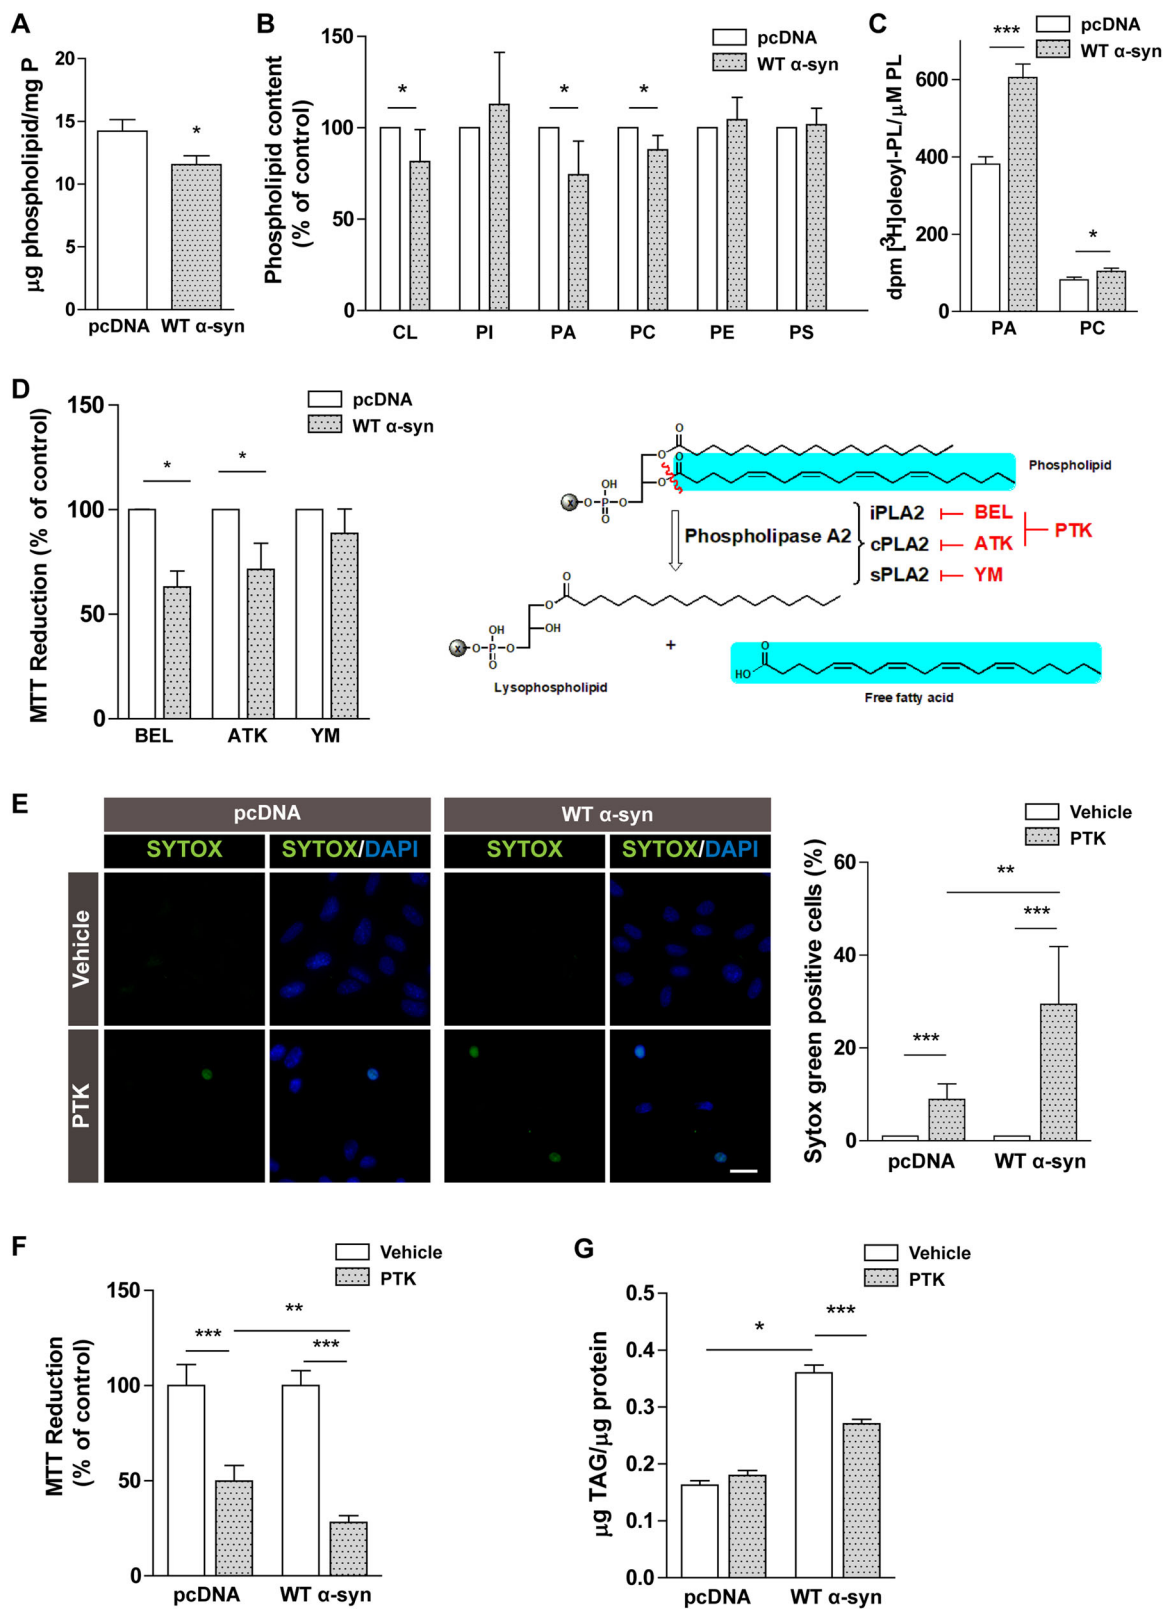 A
μg phospholipid/mg P
20
15
10
5
0
*
pcDNA WT α-syn
B
Phospholipid content
(% of control)
150
100
50
0
pcDNA
WT α-syn
* * *
CL PI PA PC PE PS
C
dpm [³H]oleoyl-PL/μM PL
600
400
200
0
pcDNA
WT α-syn
***
*
PA PC
D
MTT Reduction (% of control)
150
100
50
0
pcDNA
WT α-syn
* *
BEL ATK YM
O
O
O
O
OH
X O P O
O
Phospholipid
Phospholipase A2
iPLA2 BEL
cPLA2 ATK
sPLA2 YM
PTK
O
O
OH
OH
X O P O
O
Lysophospholipid
+
O
HO
Free fatty acid
E
pcDNA WT α-syn
SYTOX SYTOX/DAPI SYTOX SYTOX/DAPI
Vehicle
PTK
Vehicle
PTK
Sytox green positive cells (%)
60
40
20
0
**
***
***
pcDNA WT α-syn
F
MTT Reduction
(% of control)
150
100
50
0
Vehicle
PTK
**
*** ***
pcDNA WT α-syn
G
μg TAG/μg protein
0.5
0.4
0.3
0.2
0.1
0.0
Vehicle
PTK
* ***
pcDNA WT α-syn